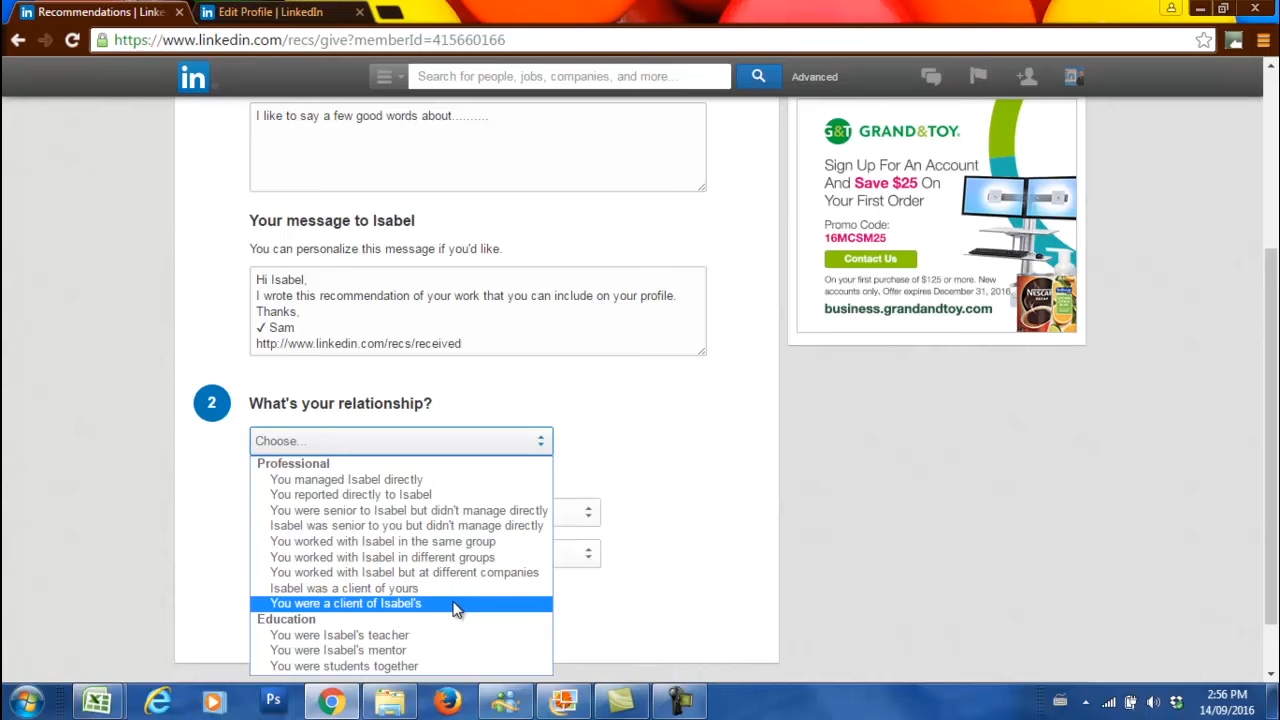 Recommendations | Linke
Edit Profile | LinkedIn
https://www.linkedin.com/recs/give?memberId=415660166
in
Search for people, jobs, companies, and more...
Advanced
I like to say a few good words about.........
Your message to Isabel
You can personalize this message if you'd like.
Hi Isabel,
I wrote this recommendation of your work that you can include on your profile.
Thanks,
✓ Sam
http://www.linkedin.com/recs/received
2
What's your relationship?
Choose...
Professional
You managed Isabel directly
You reported directly to Isabel
You were senior to Isabel but didn't manage directly
Isabel was senior to you but didn't manage directly
You worked with Isabel in the same group
You worked with Isabel in different groups
You worked with Isabel but at different companies
Isabel was a client of yours
You were a client of Isabel's
Education
You were Isabel's teacher
You were Isabel's mentor
You were students together
G&T GRAND&TOY.
Sign Up For An Account
And Save $25 On
Your First Order
Promo Code:
16MCSM25
Contact Us
On your first purchase of $125 or more. New
accounts only. Offer expires December 31, 2016
business.grandandtoy.com
NESCAFE
Ps
2:56 PM
14/09/2016